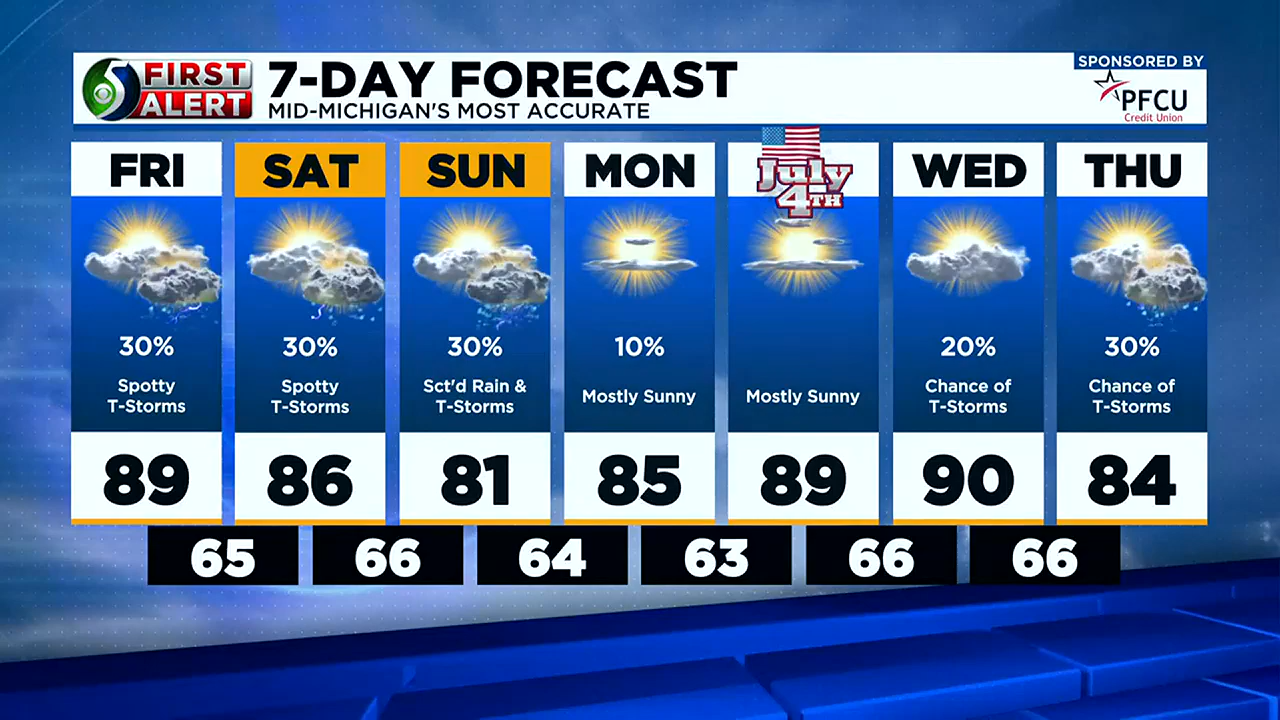 5 FIRST ALERT
7-DAY FORECAST
MID-MICHIGAN'S MOST ACCURATE
SPONSORED BY
PFCU
Credit Union
FRI
SAT
SUN
MON
July
4TH
WED
THU
30%
30%
30%
10%
20%
30%
Spotty
T-Storms
Spotty
T-Storms
Sct'd Rain &
T-Storms
Mostly Sunny
Mostly Sunny
Chance of
T-Storms
Chance of
T-Storms
89
86
81
85
89
90
84
65
66
64
63
66
66